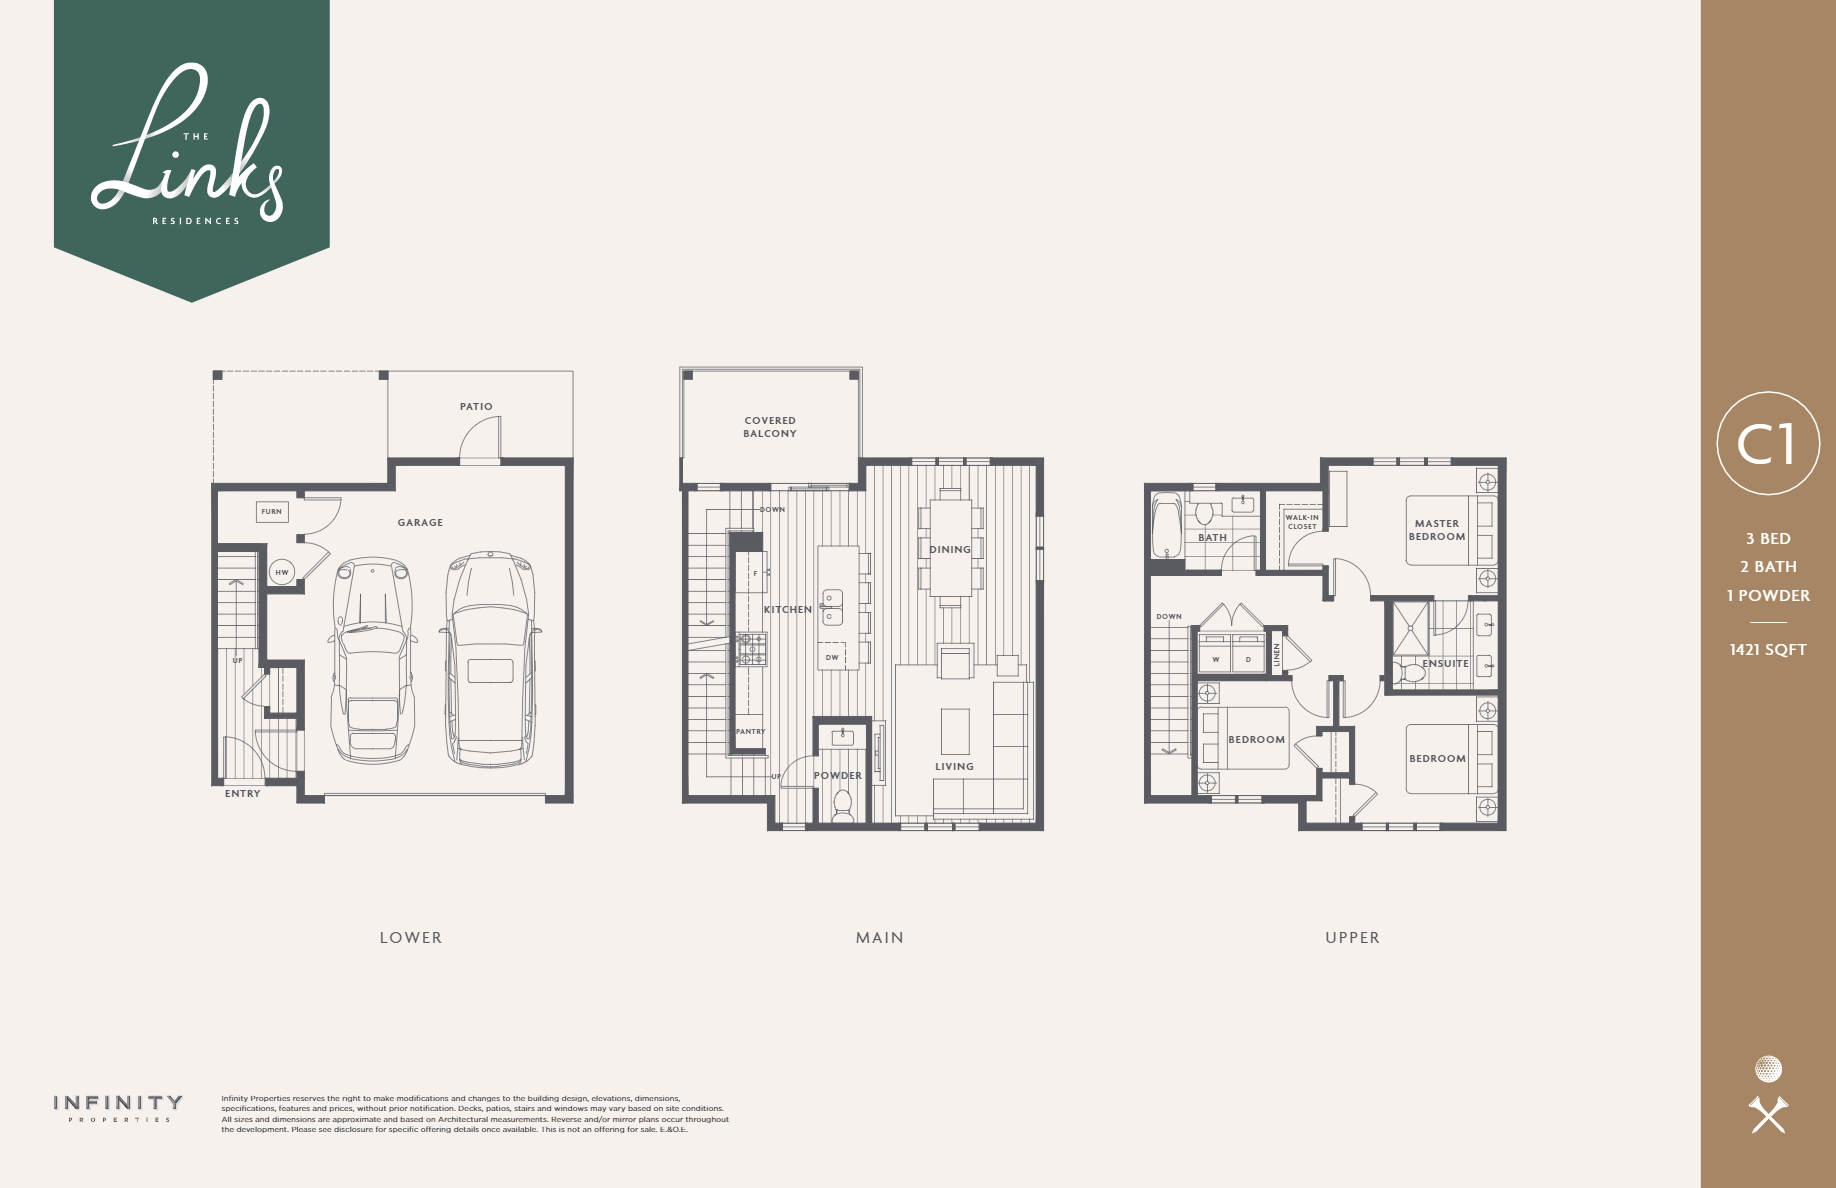 THE
Links
RESIDENCES
PATIO
FURN
GARAGE
HW
UP
ENTRY
LOWER
COVERED
BALCONY
DOWN
DINING
F
KITCHEN
DW
PANTRY
LIVING
UP
POWDER
MAIN
WALK-IN
CLOSET
MASTER
BEDROOM
BATH
DOWN
W
D
LINEN
ENSUITE
BEDROOM
BEDROOM
UPPER
C1
3 BED
2 BATH
1 POWDER
1421 SQFT
INFINITY
PROPERTIES
Infinity Properties reserves the right to make modifications and changes to the building design, elevations, dimensions,
specifications, features and prices, without prior notification. Decks, patios, stairs and windows may vary based on site conditions.
All sizes and dimensions are approximate and based on Architectural measurements. Reverse and/or mirror plans occur throughout
the development. Please see disclosure for specific offering details once available. This is not an offering for sale. E.&O.E.